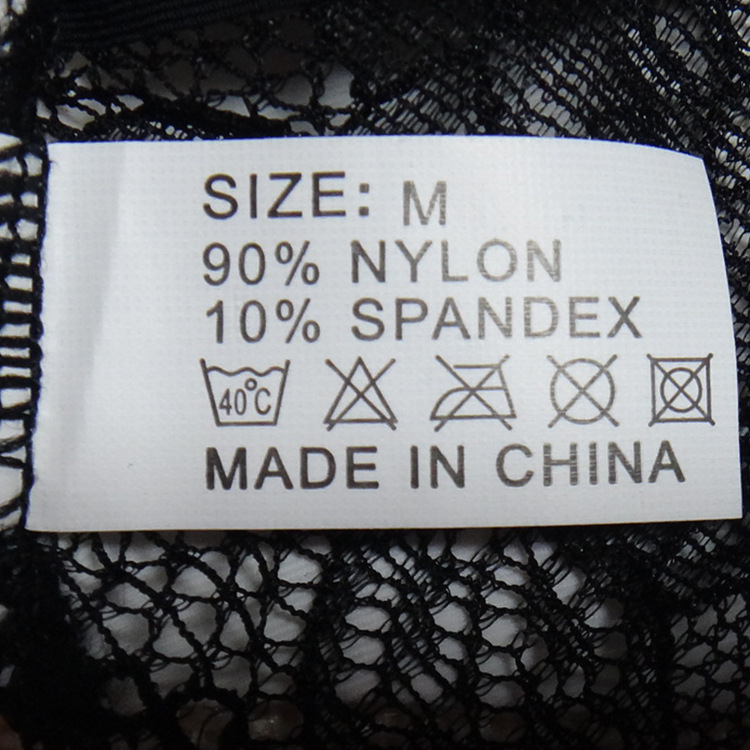 SIZE: M
90% NYLON
10% SPANDEX
40°C
MADE IN CHINA